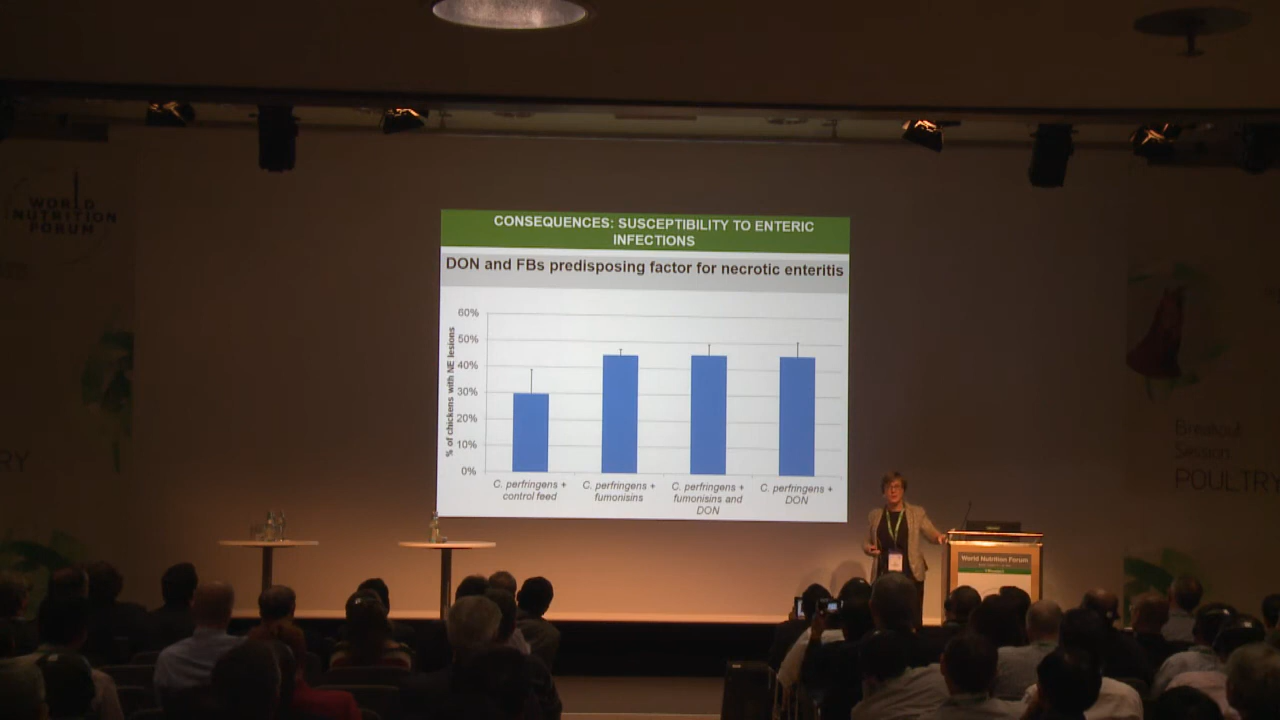 WORLD
NUTRITION
FORUM
CONSEQUENCES: SUSCEPTIBILITY TO ENTERIC
INFECTIONS
DON and FBs predisposing factor for necrotic enteritis
% of chickens with NE lesions
60%
50%
40%
30%
20%
10%
0%
C. perfringens +
control feed
C. perfringens +
fumonisins
C. perfringens +
fumonisins and
DON
C. perfringens +
DON
Breakout
Session
POULTRY
RY
World Nutrition Forum